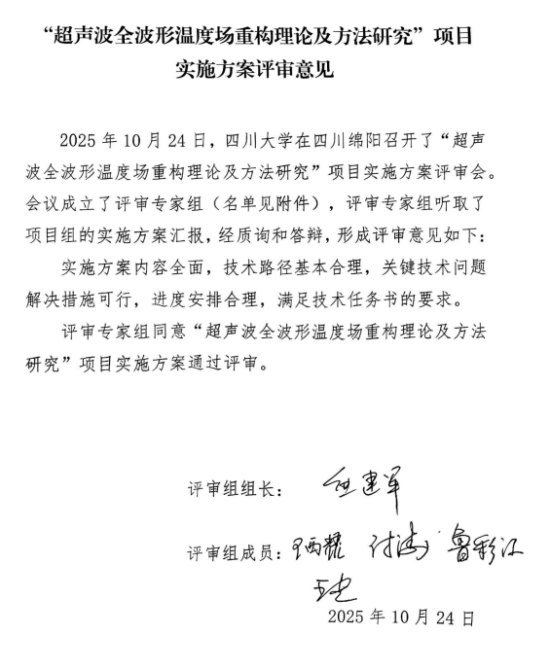 “超声波全波形温度场重构理论及方法研究”项目
实施方案评审意见
2025 年 10 月 24 日，四川大学在四川绵阳召开了“超声
波全波形温度场重构理论及方法研究”项目实施方案评审会。
会议成立了评审专家组（名单见附件），评审专家组听取了
项目组的实施方案汇报，经质询和答辩，形成评审意见如下：
实施方案内容全面，技术路径基本合理，关键技术问题
解决措施可行，进度安排合理，满足技术任务书的要求。
评审专家组同意“超声波全波形温度场重构理论及方法
研究”项目实施方案通过评审。
评审组组长：
评审组成员： 鲁彩江
2025 年 10 月 24 日